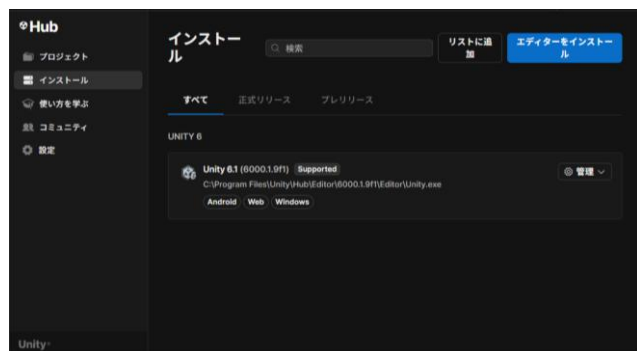 Hub
プロジェクト
インストール
使い方を学ぶ
コミュニティ
設定
インストー
ル
検索
リストに追
加
エディターをインストー
ル
すべて 正式リリース プレリリース
UNITY 6
Unity 6.1 (6000.1.9f1) Supported
管理
C:\Program Files\Unity\Hub\Editor\6000.1.9f1\Editor\Unity.exe
Android Web Windows
Unity